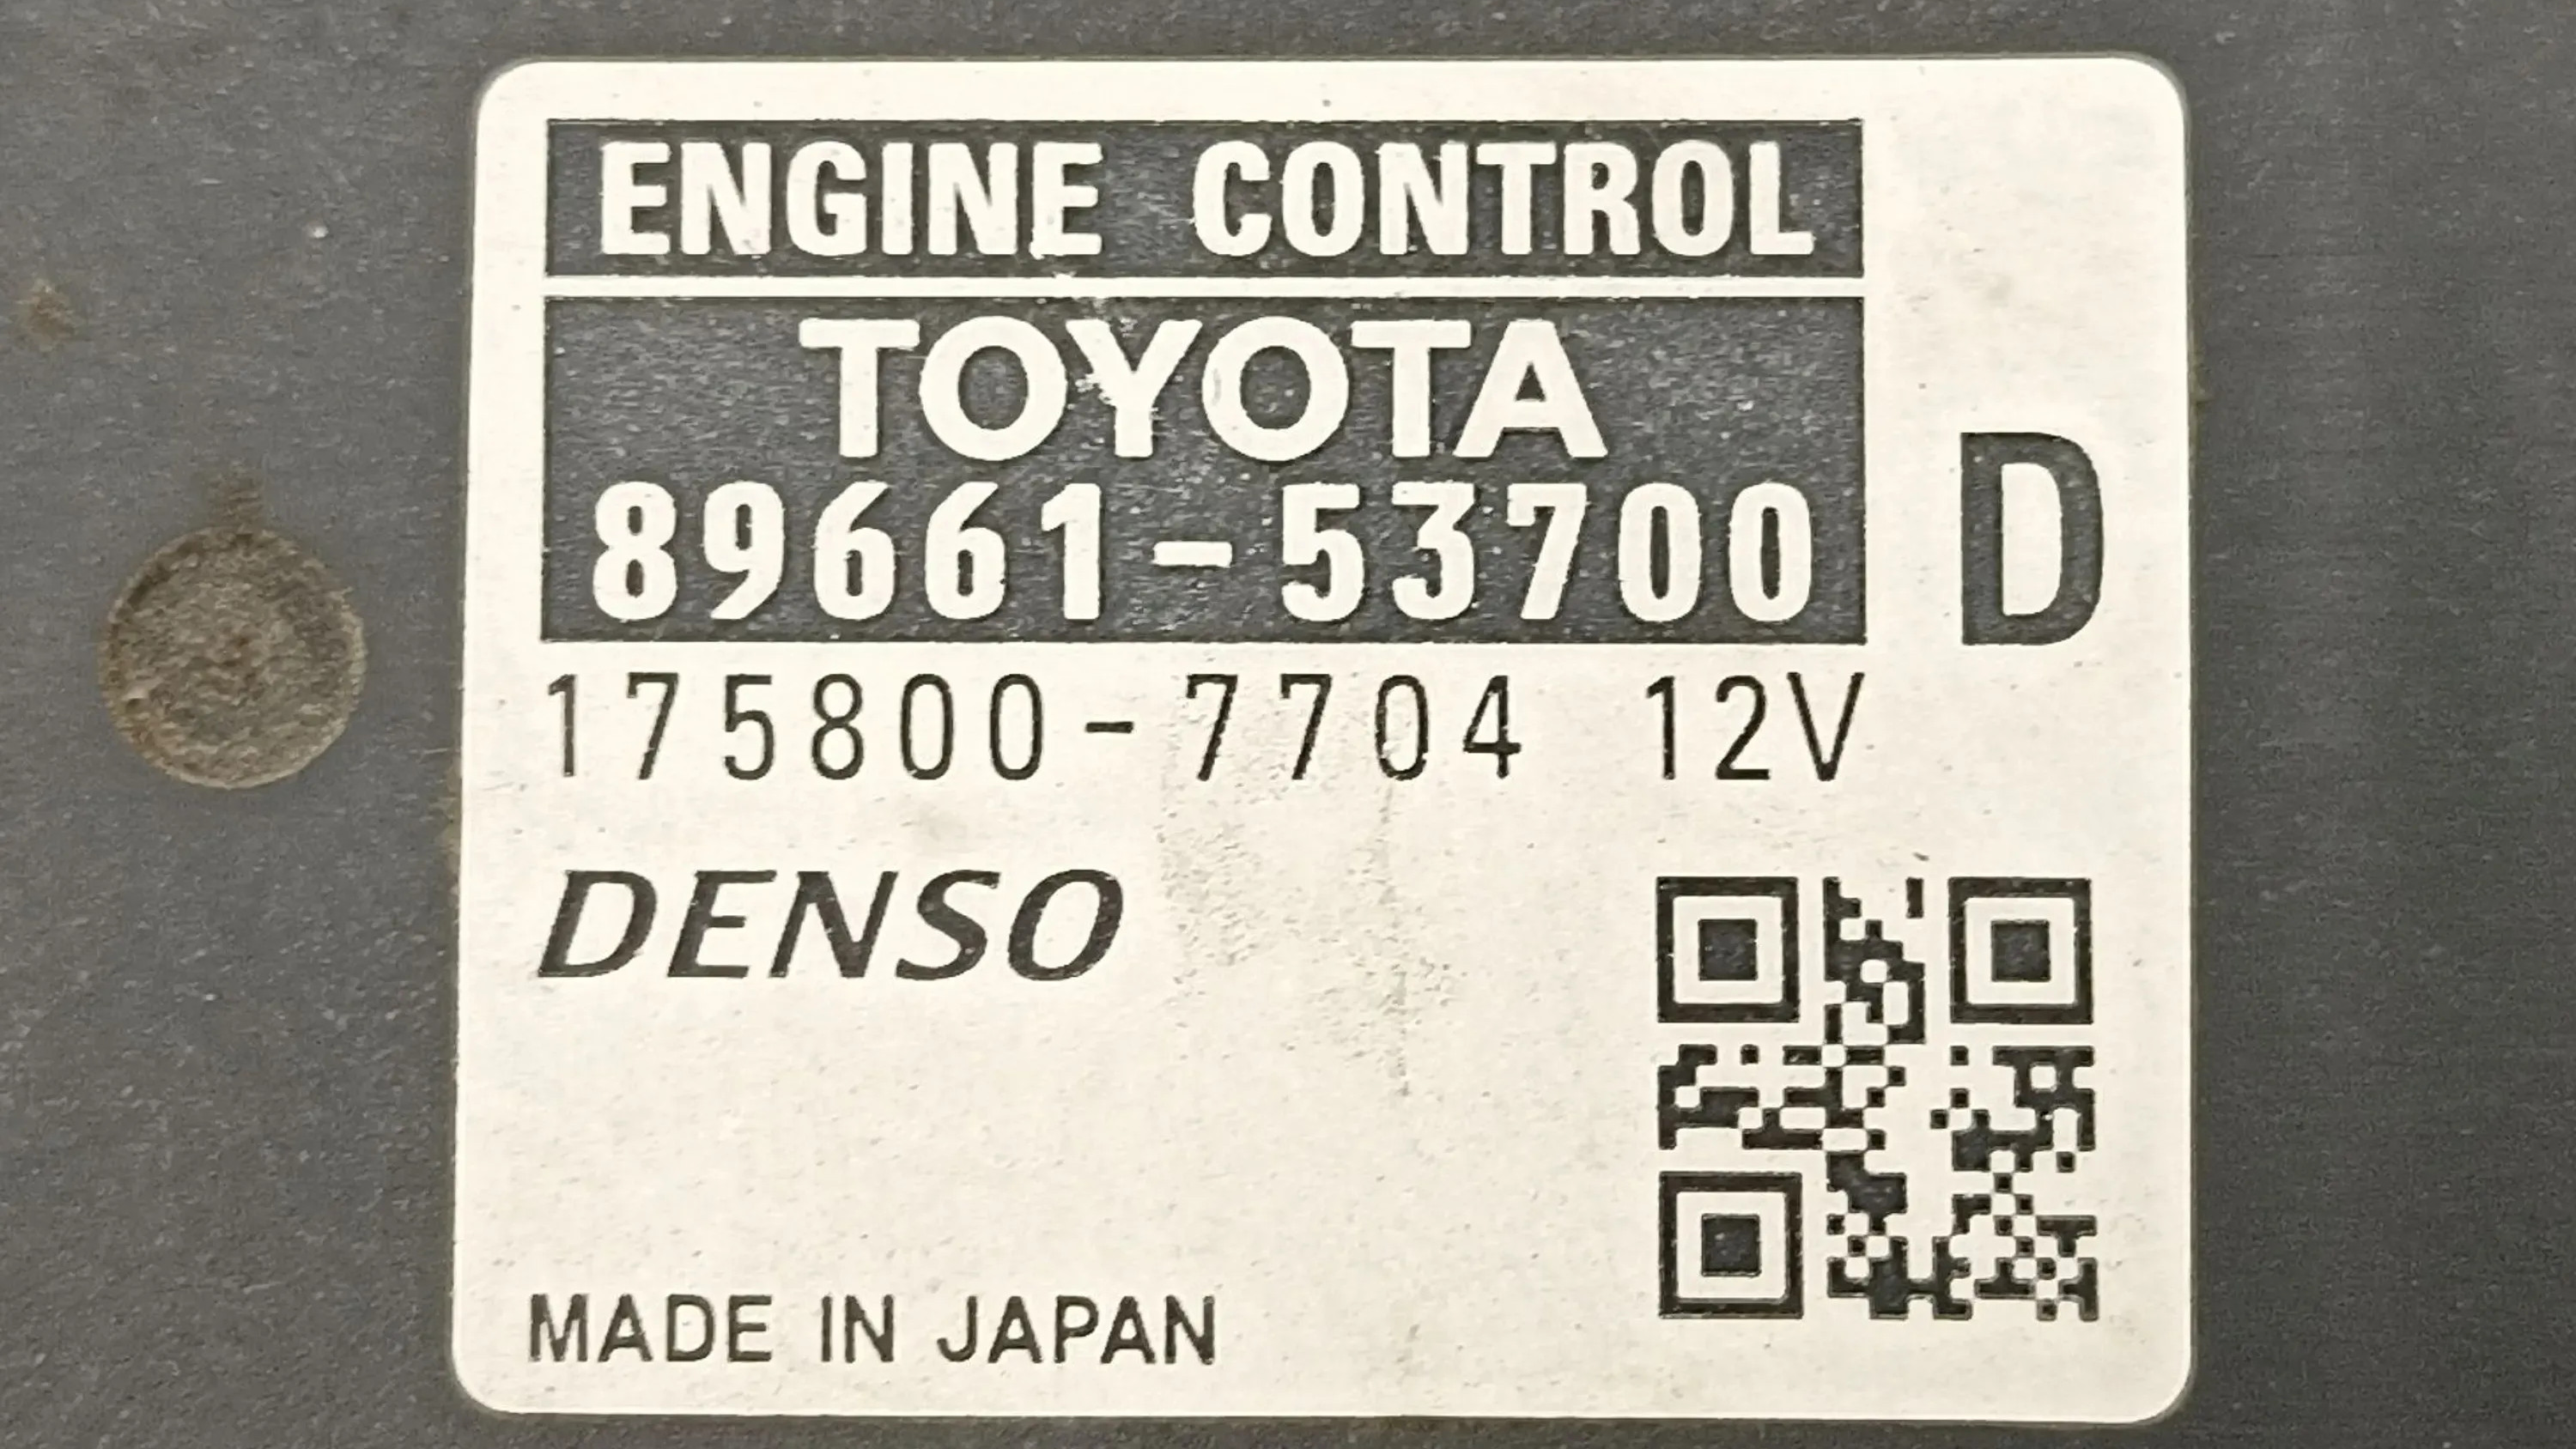 ENGINE CONTROL
TOYOTA
89661-53700
D
175800-7704 12V
DENSO
MADE IN JAPAN